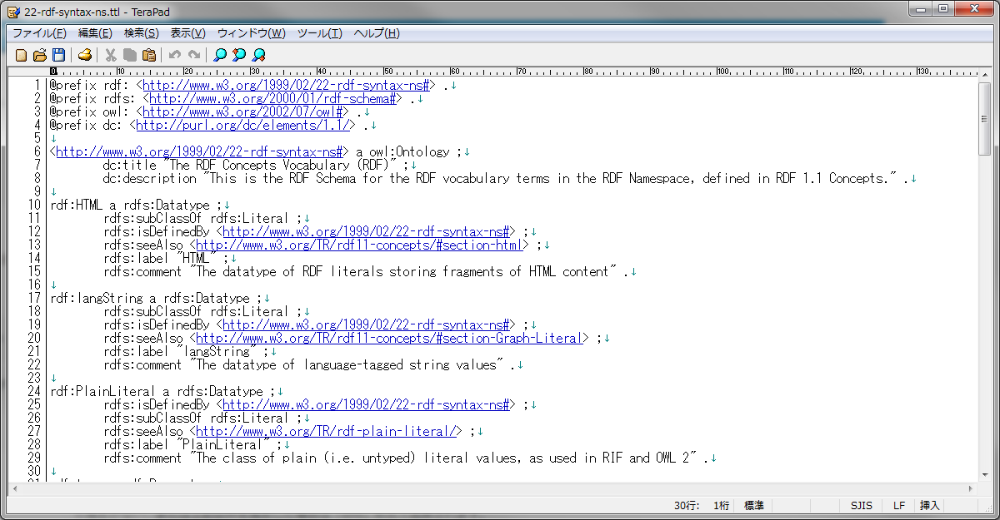 22-rdf-syntax-ns.ttl - TeraPad
ファイル(F) 編集(E) 検索(S) 表示(V) ウィンドウ(W) ツール(T) ヘルプ(H)
0 10 20 30 40 50 60 70 80 90 100 110 120 130
1 @prefix rdf: <http://www.w3.org/1999/02/22-rdf-syntax-ns#> .↓
2 @prefix rdfs: <http://www.w3.org/2000/01/rdf-schema#> .↓
3 @prefix owl: <http://www.w3.org/2002/07/owl#> .↓
4 @prefix dc: <http://purl.org/dc/elements/1.1/> .↓
5 ↓
6 <http://www.w3.org/1999/02/22-rdf-syntax-ns#> a owl:Ontology ;↓
7 dc:title "The RDF Concepts Vocabulary (RDF)" ;↓
8 dc:description "This is the RDF Schema for the RDF vocabulary terms in the RDF Namespace, defined in RDF 1.1 Concepts." .↓
9 ↓
10 rdf:HTML a rdfs:Datatype ;↓
11 rdfs:subClassOf rdfs:Literal ;↓
12 rdfs:isDefinedBy <http://www.w3.org/1999/02/22-rdf-syntax-ns#> ;↓
13 rdfs:seeAlso <http://www.w3.org/TR/rdf11-concepts/#section-html> ;↓
14 rdfs:label "HTML" ;↓
15 rdfs:comment "The datatype of RDF literals storing fragments of HTML content" .↓
16 ↓
17 rdf:langString a rdfs:Datatype ;↓
18 rdfs:subClassOf rdfs:Literal ;↓
19 rdfs:isDefinedBy <http://www.w3.org/1999/02/22-rdf-syntax-ns#> ;↓
20 rdfs:seeAlso <http://www.w3.org/TR/rdf11-concepts/#section-Graph-Literal> ;↓
21 rdfs:label "langString" ;↓
22 rdfs:comment "The datatype of language-tagged string values" .↓
23 ↓
24 rdf:PlainLiteral a rdfs:Datatype ;↓
25 rdfs:isDefinedBy <http://www.w3.org/1999/02/22-rdf-syntax-ns#> ;↓
26 rdfs:subClassOf rdfs:Literal ;↓
27 rdfs:seeAlso <http://www.w3.org/TR/rdf-plain-literal/> ;↓
28 rdfs:label "PlainLiteral" ;↓
29 rdfs:comment "The class of plain (i.e. untyped) literal values, as used in RIF and OWL 2" .↓
30 ↓
30行: 1桁 標準 SJIS LF 挿入